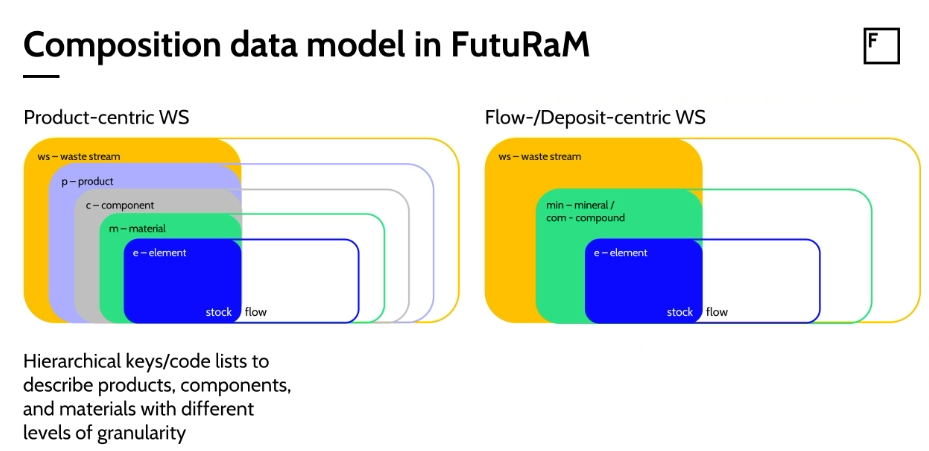 Composition data model in FutuRaM
F
Product-centric WS
ws – waste stream
p – product
c – component
m – material
e – element
stock
flow
Flow-/Deposit-centric WS
ws – waste stream
min – mineral /
com - compound
e – element
stock
flow
Hierarchical keys/code lists to
describe products, components,
and materials with different
levels of granularity